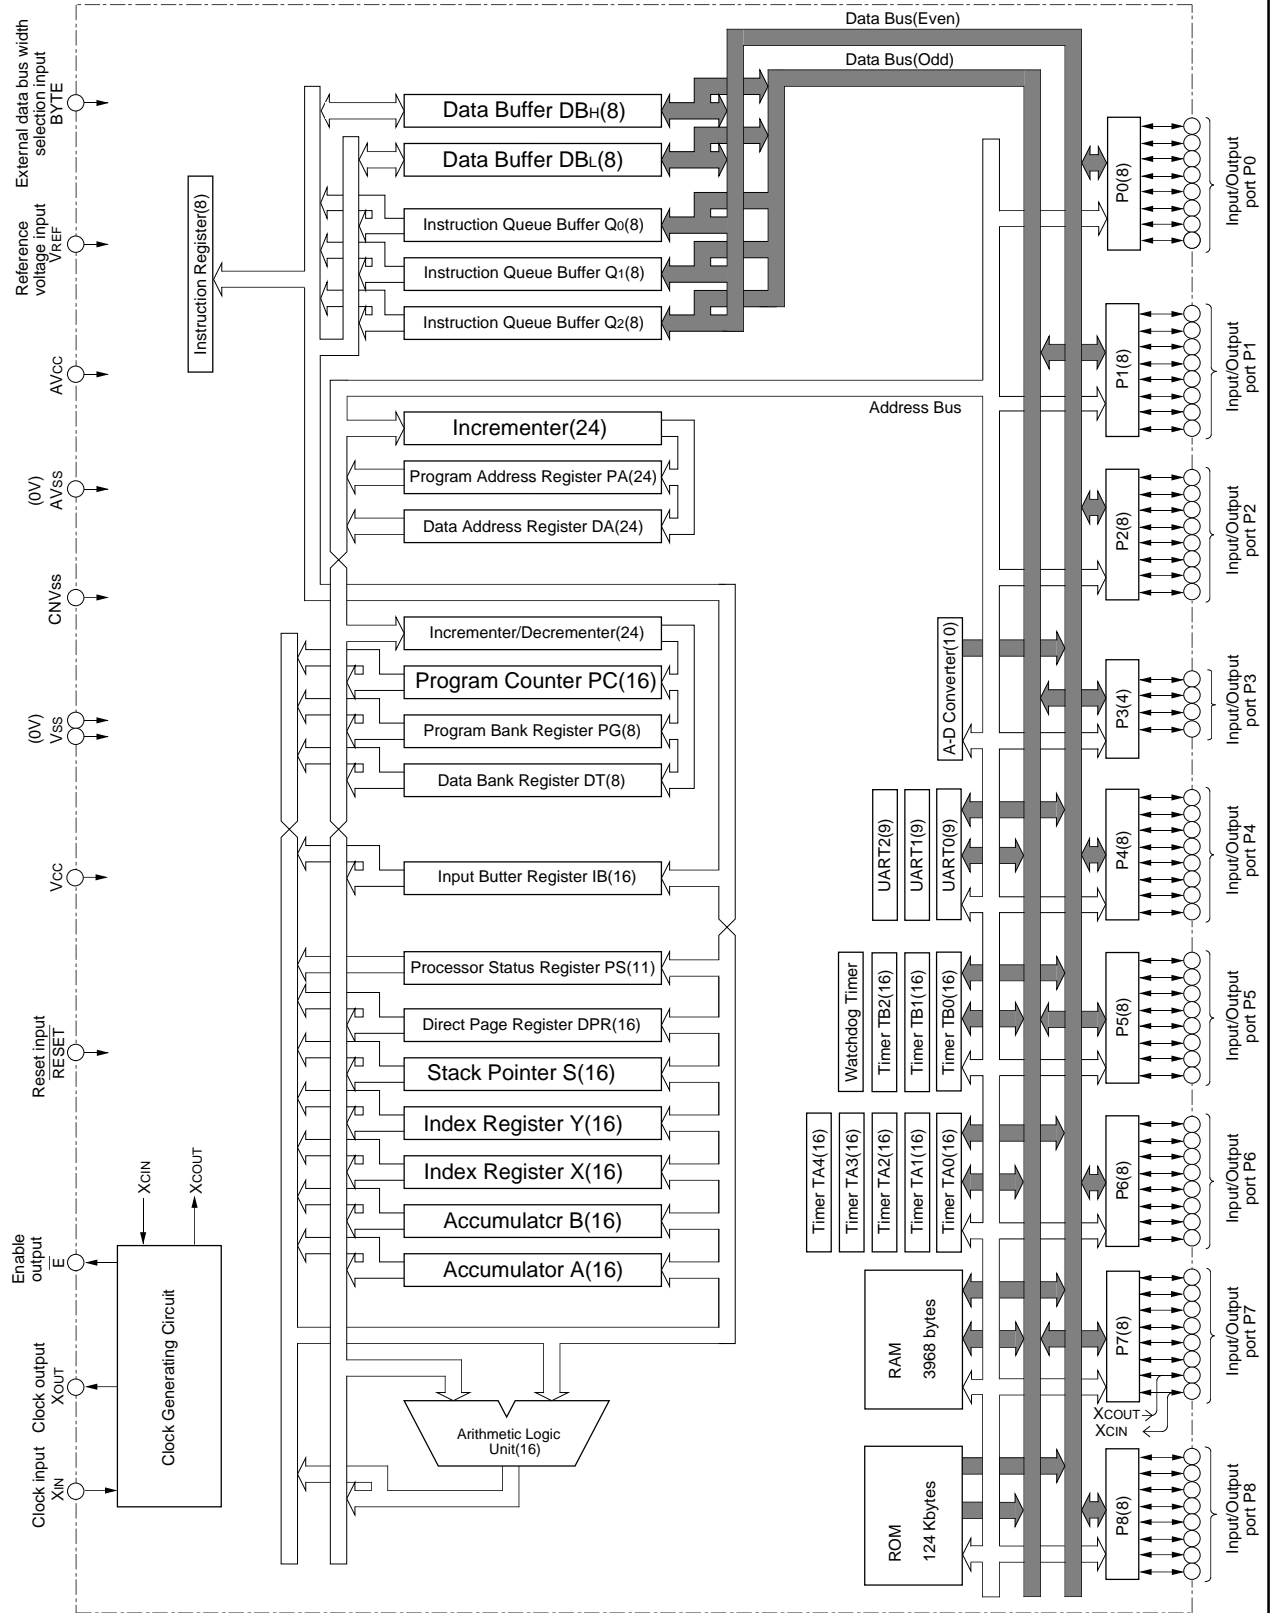 Data Bus(Even)
Data Bus(Odd)
External data bus width
selection input
BYTE
Reference
voltage input
VREF
AVcc
(0V)
AVss
CNVss
(0V)
Vss
Vcc
Reset input
RESET
Enable
output
E
Clock output
XOUT
Clock input
XIN
XCIN
XCOUT
Clock Generating Circuit
Instruction Register(8)
Data Buffer DBH(8)
Data Buffer DBL(8)
Instruction Queue Buffer Q0(8)
Instruction Queue Buffer Q1(8)
Instruction Queue Buffer Q2(8)
Address Bus
Incrementer(24)
Program Address Register PA(24)
Data Address Register DA(24)
Incrementer/Decrementer(24)
Program Counter PC(16)
Program Bank Register PG(8)
Data Bank Register DT(8)
Input Butter Register IB(16)
Processor Status Register PS(11)
Direct Page Register DPR(16)
Stack Pointer S(16)
Index Register Y(16)
Index Register X(16)
Accumulatcr B(16)
Accumulator A(16)
Arithmetic Logic
Unit(16)
A-D Converter(10)
UART2(9)
UART1(9)
UART0(9)
Watchdog Timer
Timer TB2(16)
Timer TB1(16)
Timer TB0(16)
Timer TA4(16)
Timer TA3(16)
Timer TA2(16)
Timer TA1(16)
Timer TA0(16)
RAM
3968 bytes
ROM
124 Kbytes
P0(8)
Input/Output
port P0
P1(8)
Input/Output
port P1
P2(8)
Input/Output
port P2
P3(4)
Input/Output
port P3
P4(8)
Input/Output
port P4
P5(8)
Input/Output
port P5
P6(8)
Input/Output
port P6
P7(8)
Input/Output
port P7
XCOUT
XCIN
P8(8)
Input/Output
port P8